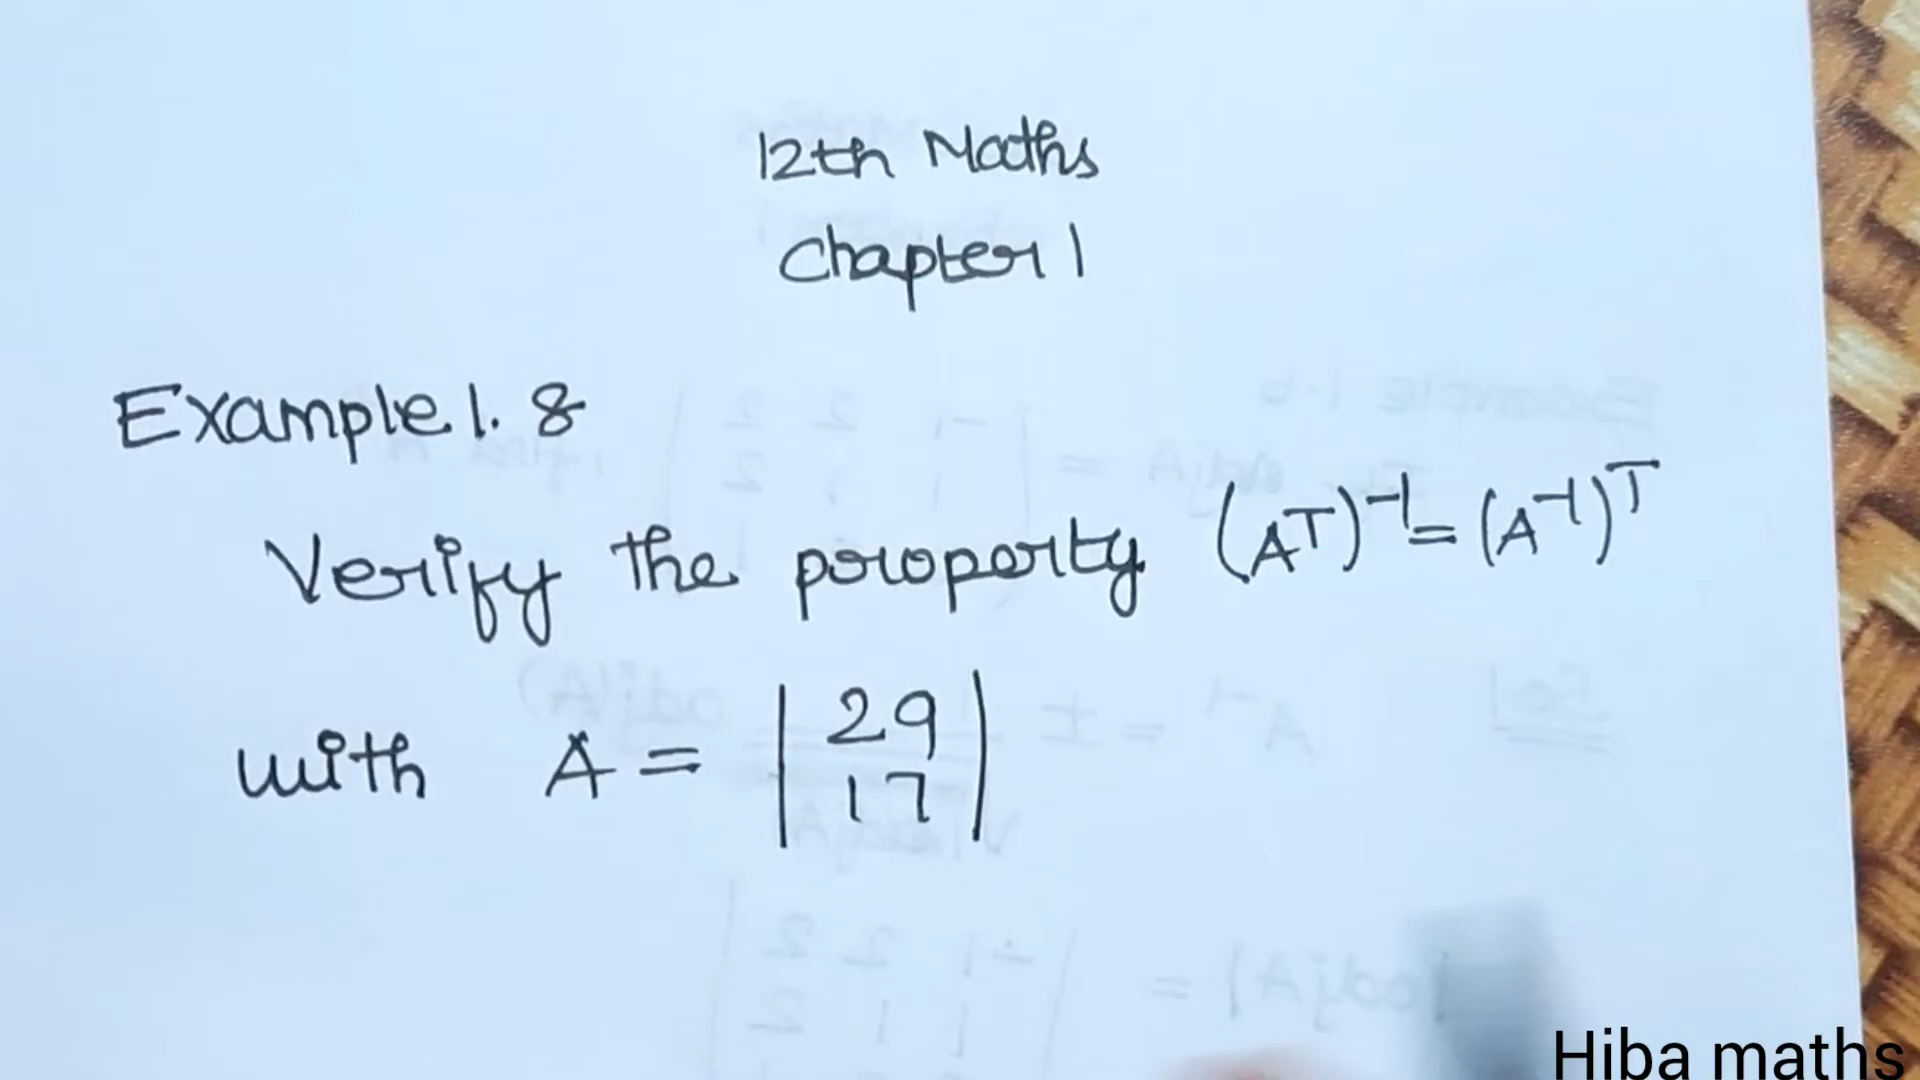 12th Maths
Chapter 1
Example 1.8
Verify the property (AT)⁻¹ = (A⁻¹)ᵀ
with A = | 2 9 |
| 1 7 |
Hiba maths